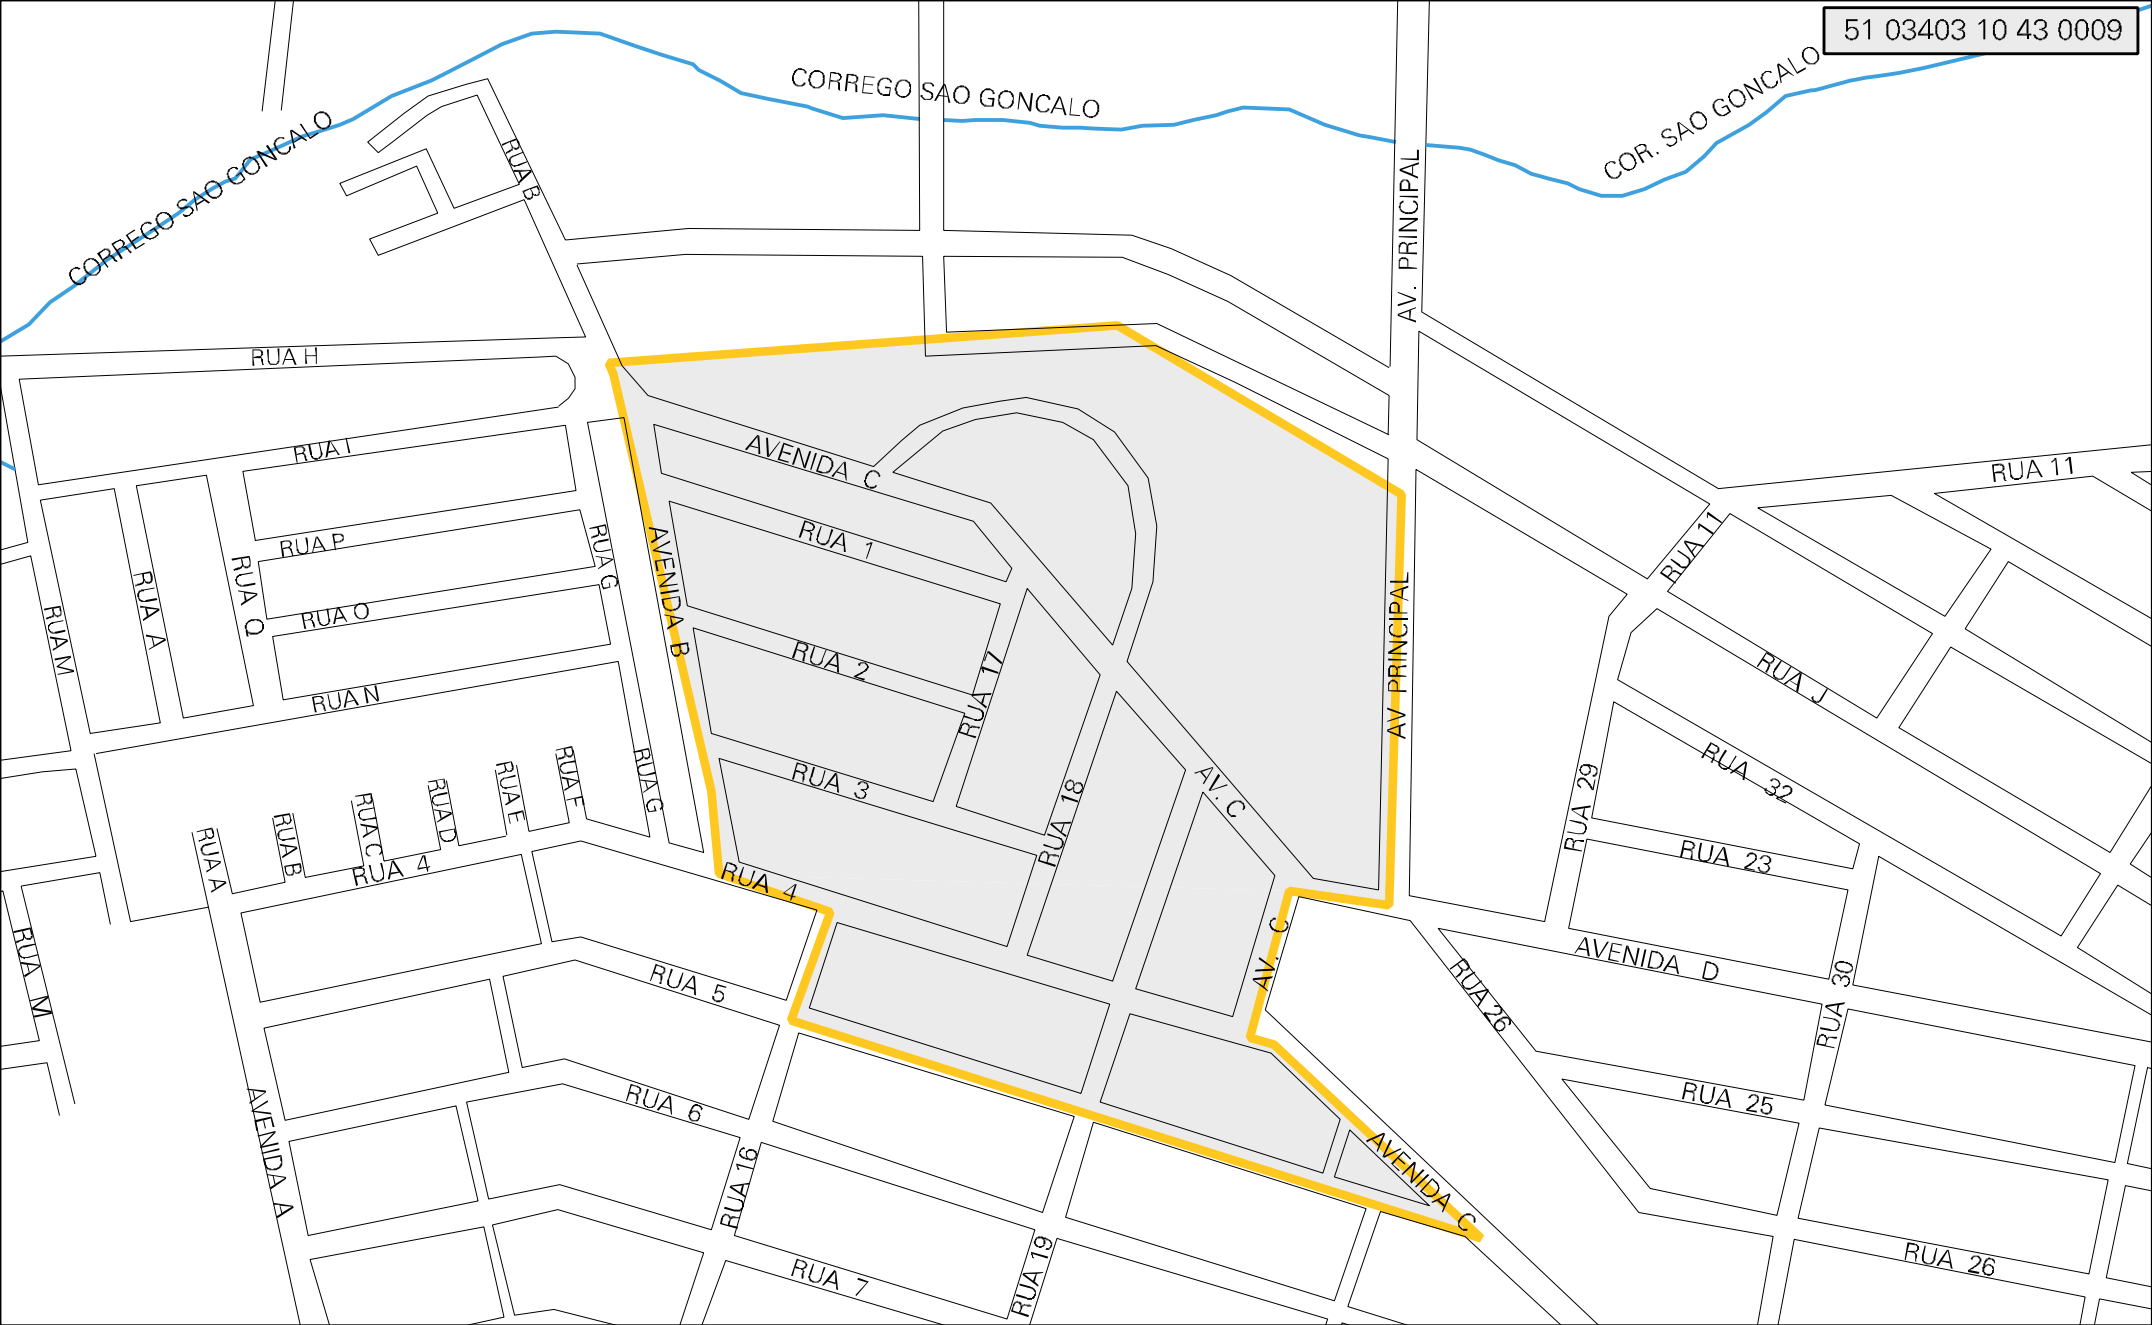 51 03403 10 43 0009
CORREGO SAO GONCALO
CORREGO SAO GONCALO
COR. SAO GONCALO
RUA B
AV. PRINCIPAL
RUA H
RUA I
AVENIDA C
RUA 11
RUA P
RUA G
RUA 1
RUA 11
RUA A
RUA Q
AVENIDA B
RUA O
RUA M
RUA 2
RUA 17
AV PRINCIPAL
RUA J
RUA N
RUA 3
RUA 18
AV. C
RUA 29
RUA 32
RUA G
RUA F
RUA E
RUA D
RUA C
RUA B
RUA A
RUA 4
RUA 4
RUA 23
RUA M
RUA 5
AV. C
AVENIDA D
RUA 26
RUA 30
AVENIDA A
RUA 6
RUA 25
RUA 16
AVENIDA C
RUA 19
RUA 7
RUA 26